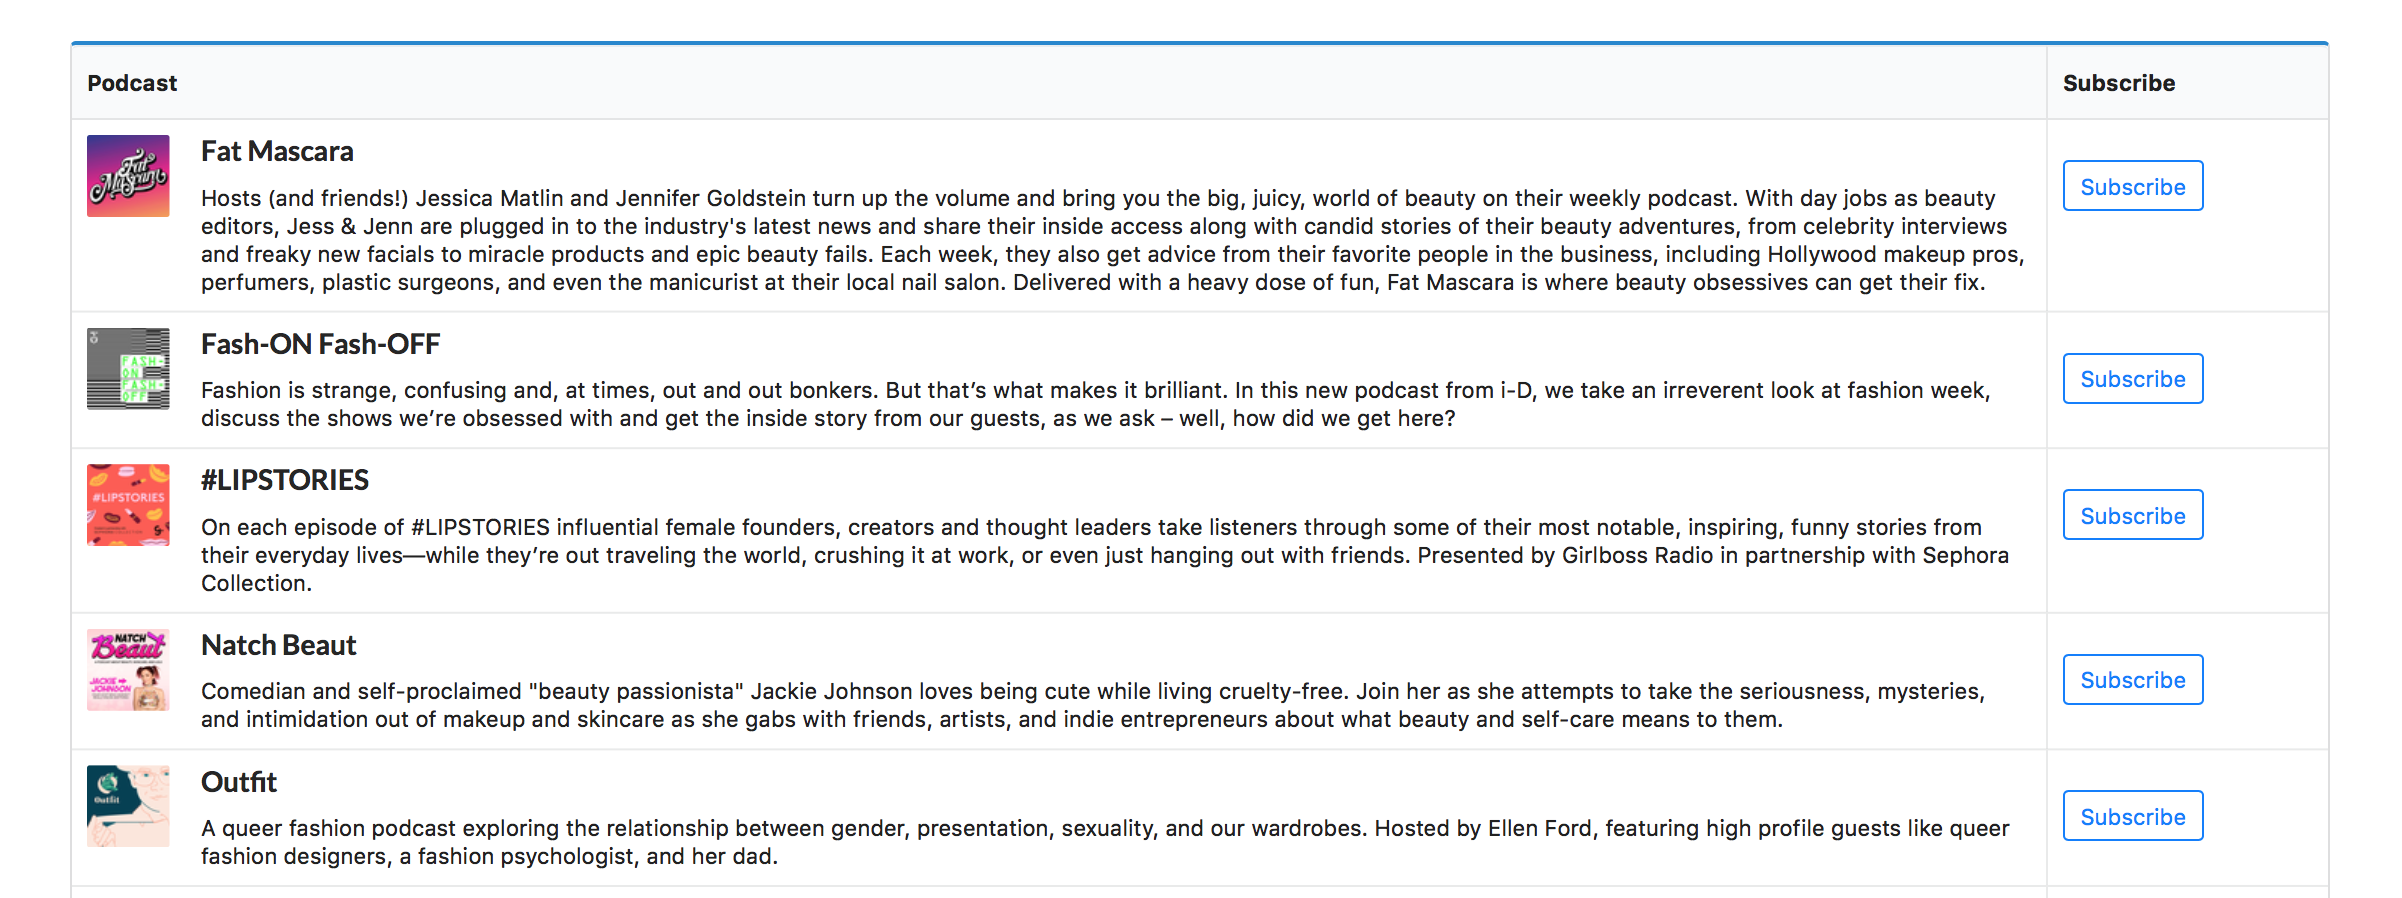 Podcast
Subscribe
Fat Mascara
Fat Mascara
Hosts (and friends!) Jessica Matlin and Jennifer Goldstein turn up the volume and bring you the big, juicy, world of beauty on their weekly podcast. With day jobs as beauty
editors, Jess & Jenn are plugged in to the industry's latest news and share their inside access along with candid stories of their beauty adventures, from celebrity interviews
and freaky new facials to miracle products and epic beauty fails. Each week, they also get advice from their favorite people in the business, including Hollywood makeup pros,
perfumers, plastic surgeons, and even the manicurist at their local nail salon. Delivered with a heavy dose of fun, Fat Mascara is where beauty obsessives can get their fix.
Subscribe
FASH-
ON
FASH-
OFF
Fash-ON Fash-OFF
Fashion is strange, confusing and, at times, out and out bonkers. But that’s what makes it brilliant. In this new podcast from i-D, we take an irreverent look at fashion week,
discuss the shows we’re obsessed with and get the inside story from our guests, as we ask – well, how did we get here?
Subscribe
#LIPSTORIES
#LIPSTORIES
On each episode of #LIPSTORIES influential female founders, creators and thought leaders take listeners through some of their most notable, inspiring, funny stories from
their everyday lives—while they’re out traveling the world, crushing it at work, or even just hanging out with friends. Presented by Girlboss Radio in partnership with Sephora
Collection.
Subscribe
NATCH
Beaut
JACKIE
JOHNSON
Natch Beaut
Comedian and self-proclaimed "beauty passionista" Jackie Johnson loves being cute while living cruelty-free. Join her as she attempts to take the seriousness, mysteries,
and intimidation out of makeup and skincare as she gabs with friends, artists, and indie entrepreneurs about what beauty and self-care means to them.
Subscribe
Outfit
Outfit
A queer fashion podcast exploring the relationship between gender, presentation, sexuality, and our wardrobes. Hosted by Ellen Ford, featuring high profile guests like queer
fashion designers, a fashion psychologist, and her dad.
Subscribe